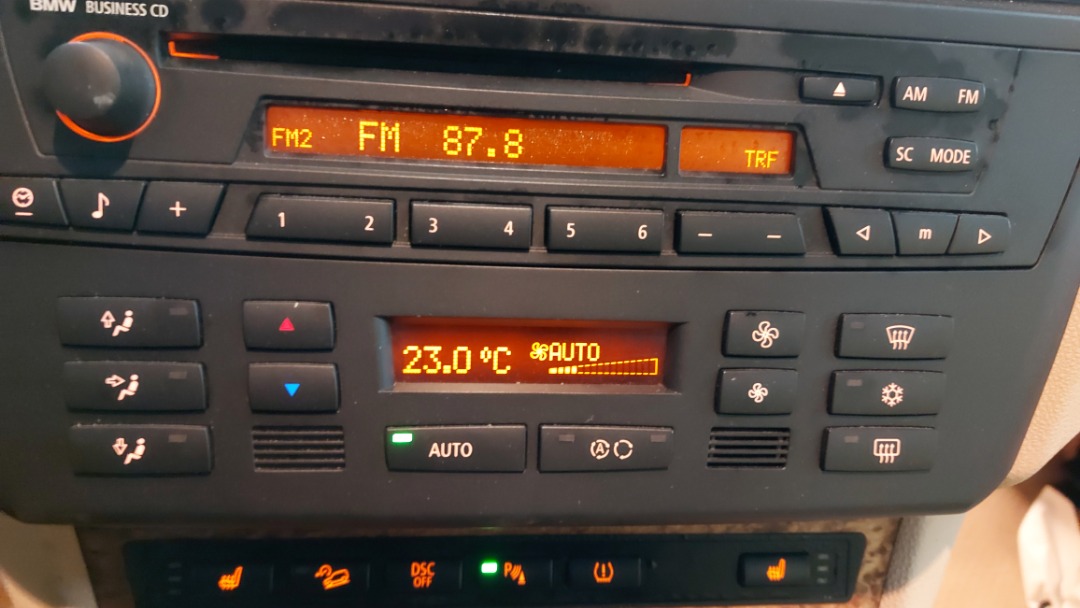 BMW BUSINESS CD
AM FM
FM2 FM 87.8 TRF
SC MODE
1 2 3 4 5 6 m
23.0 °C AUTO
AUTO A
DSC
OFF
P